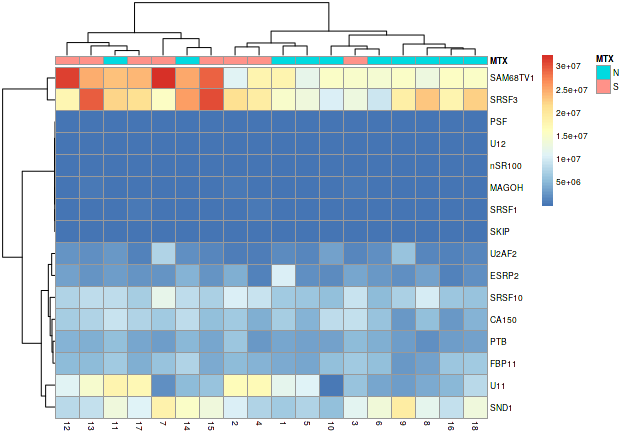 MTX
SAM68TV1
SRSF3
PSF
U12
nSR100
MAGOH
SRSF1
SKIP
U2AF2
ESRP2
SRSF10
CA150
PTB
FBP11
U11
SND1
12 13 11 17 7 14 15 2 4 1 5 10 3 6 9 8 16 18
3e+07
2.5e+07
2e+07
1.5e+07
1e+07
5e+06
MTX
N
S